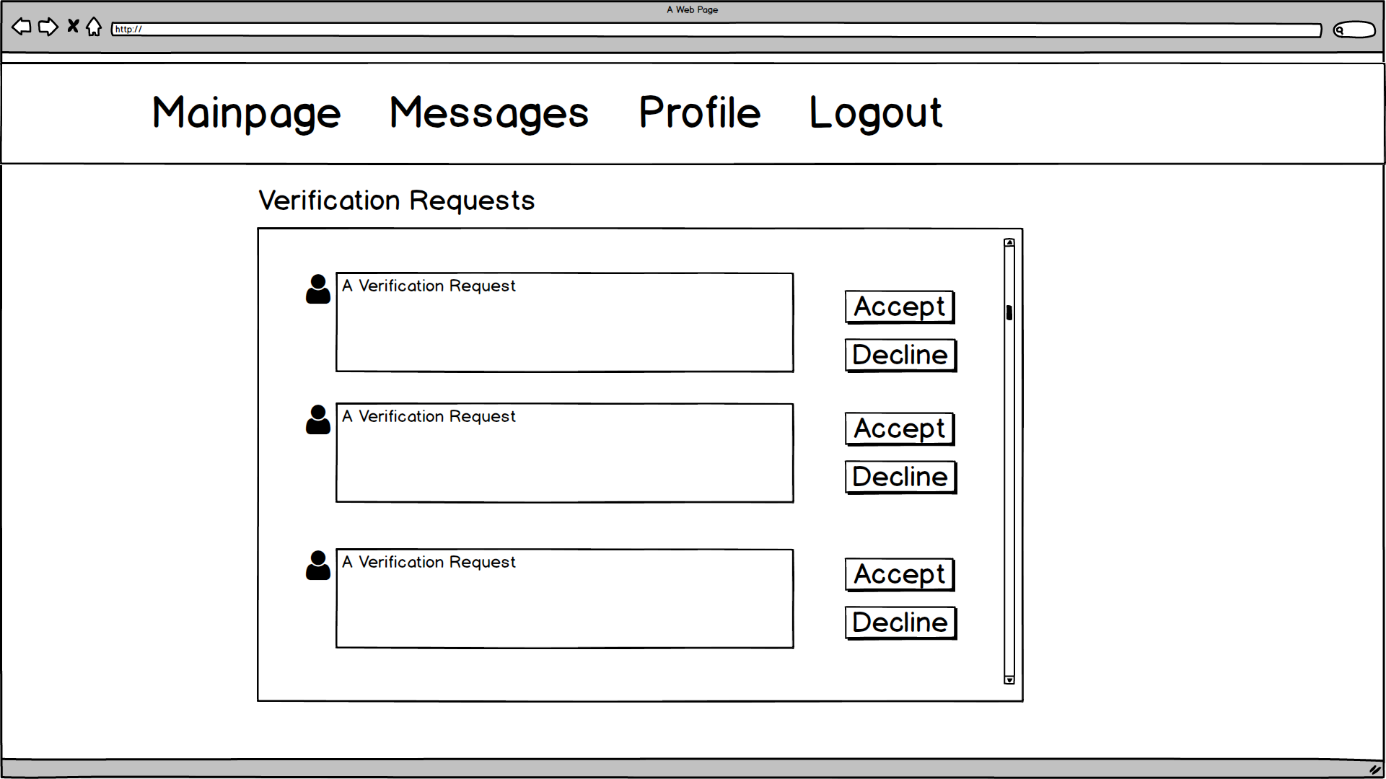 A Web Page
http://
Mainpage Messages Profile Logout
Verification Requests
A Verification Request
Accept
Decline
A Verification Request
Accept
Decline
A Verification Request
Accept
Decline